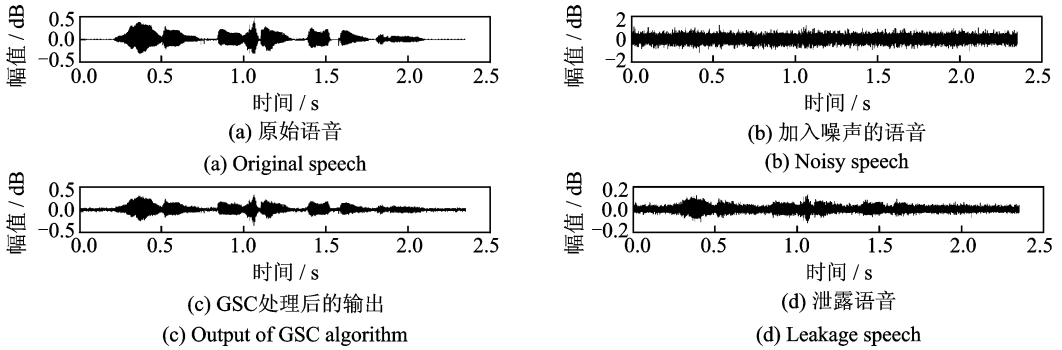 幅值 / dB
0.5
0.0
−0.5
0.0 0.5 1.0 1.5 2.0 2.5
时间 / s
(a) 原始语音
(a) Original speech
幅值 / dB
2
0
−2
0.0 0.5 1.0 1.5 2.0 2.5
时间 / s
(b) 加入噪声的语音
(b) Noisy speech
幅值 / dB
0.5
0.0
−0.5
0.0 0.5 1.0 1.5 2.0 2.5
时间 / s
(c) GSC处理后的输出
(c) Output of GSC algorithm
幅值 / dB
0.2
0.0
−0.2
0.0 0.5 1.0 1.5 2.0 2.5
时间 / s
(d) 泄露语音
(d) Leakage speech